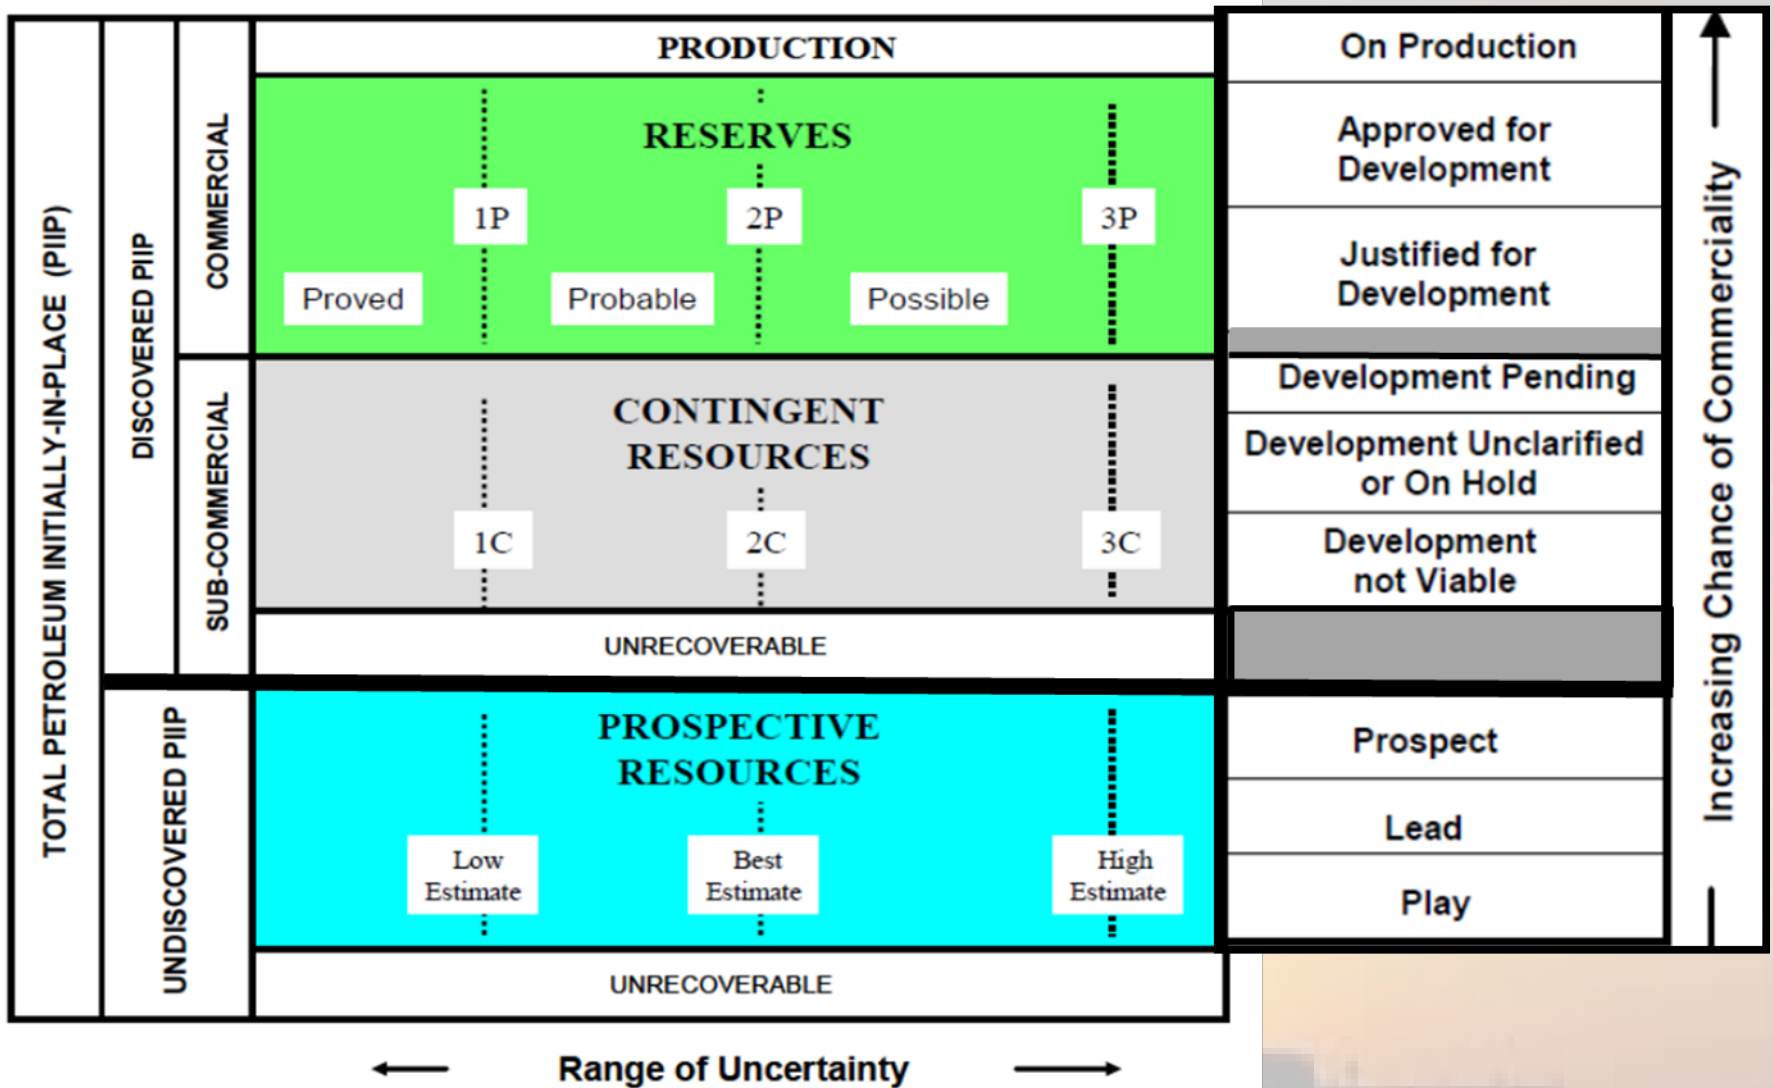 TOTAL PETROLEUM INITIALLY-IN-PLACE (PIIP)
DISCOVERED PIIP
UNDISCOVERED PIIP
COMMERCIAL
SUB-COMMERCIAL
PRODUCTION
RESERVES
1P
2P
3P
Proved
Probable
Possible
CONTINGENT
RESOURCES
1C
2C
3C
UNRECOVERABLE
PROSPECTIVE
RESOURCES
Low
Estimate
Best
Estimate
High
Estimate
UNRECOVERABLE
Range of Uncertainty
On Production
Approved for
Development
Justified for
Development
Development Pending
Development Unclarified
or On Hold
Development
not Viable
Prospect
Lead
Play
Increasing Chance of Commerciality